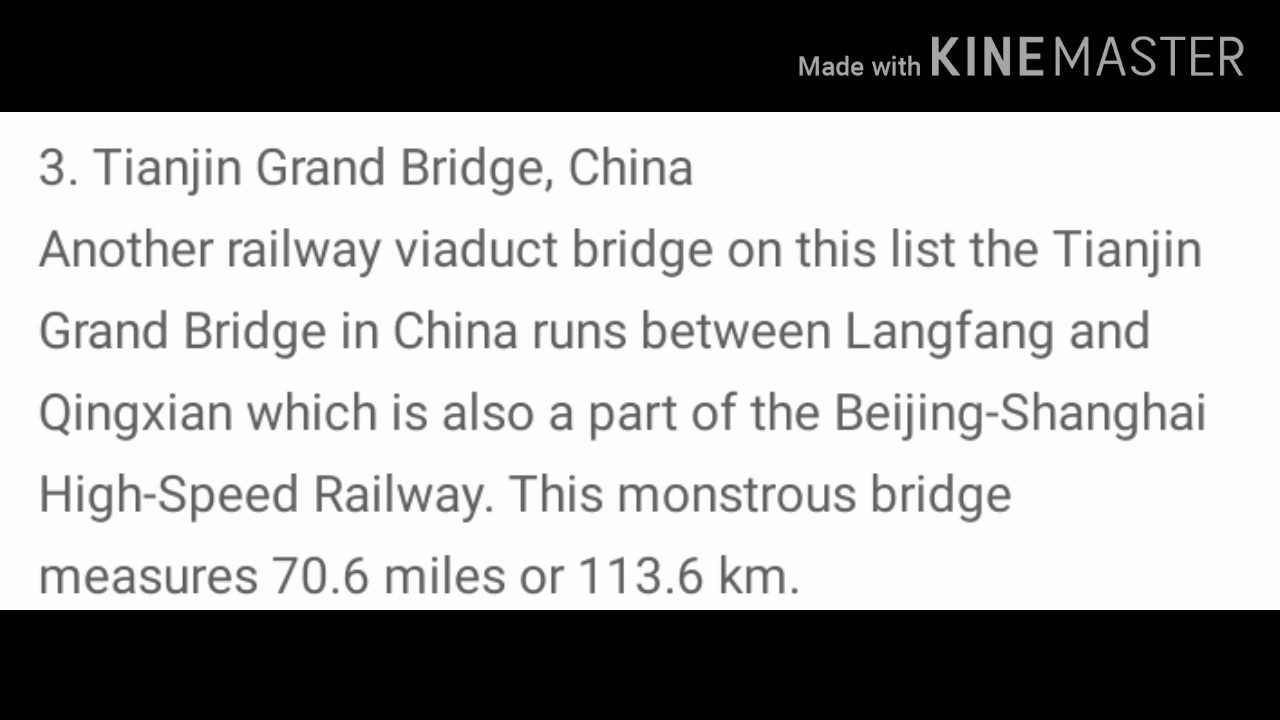 Made with KINEMASTER
3. Tianjin Grand Bridge, China
Another railway viaduct bridge on this list the Tianjin
Grand Bridge in China runs between Langfang and
Qingxian which is also a part of the Beijing-Shanghai
High-Speed Railway. This monstrous bridge
measures 70.6 miles or 113.6 km.